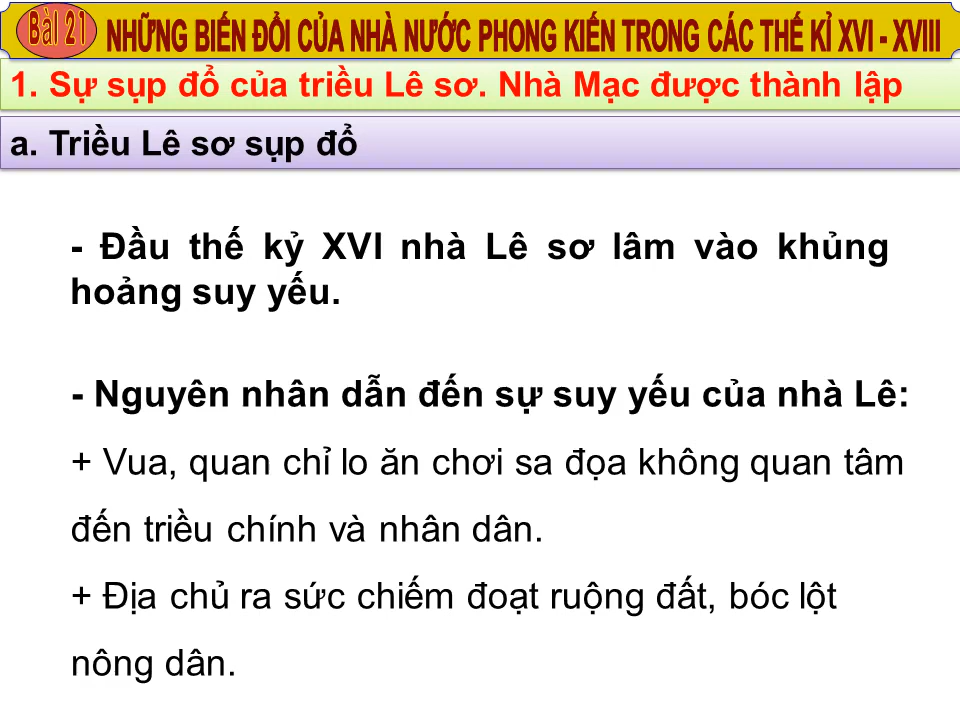 Bài 21
NHỮNG BIẾN ĐỔI CỦA NHÀ NƯỚC PHONG KIẾN TRONG CÁC THẾ KỈ XVI - XVIII
1. Sự sụp đổ của triều Lê sơ. Nhà Mạc được thành lập
a. Triều Lê sơ sụp đổ
- Đầu thế kỷ XVI nhà Lê sơ lâm vào khủng
hoảng suy yếu.
- Nguyên nhân dẫn đến sự suy yếu của nhà Lê:
+ Vua, quan chỉ lo ăn chơi sa đọa không quan tâm
đến triều chính và nhân dân.
+ Địa chủ ra sức chiếm đoạt ruộng đất, bóc lột
nông dân.